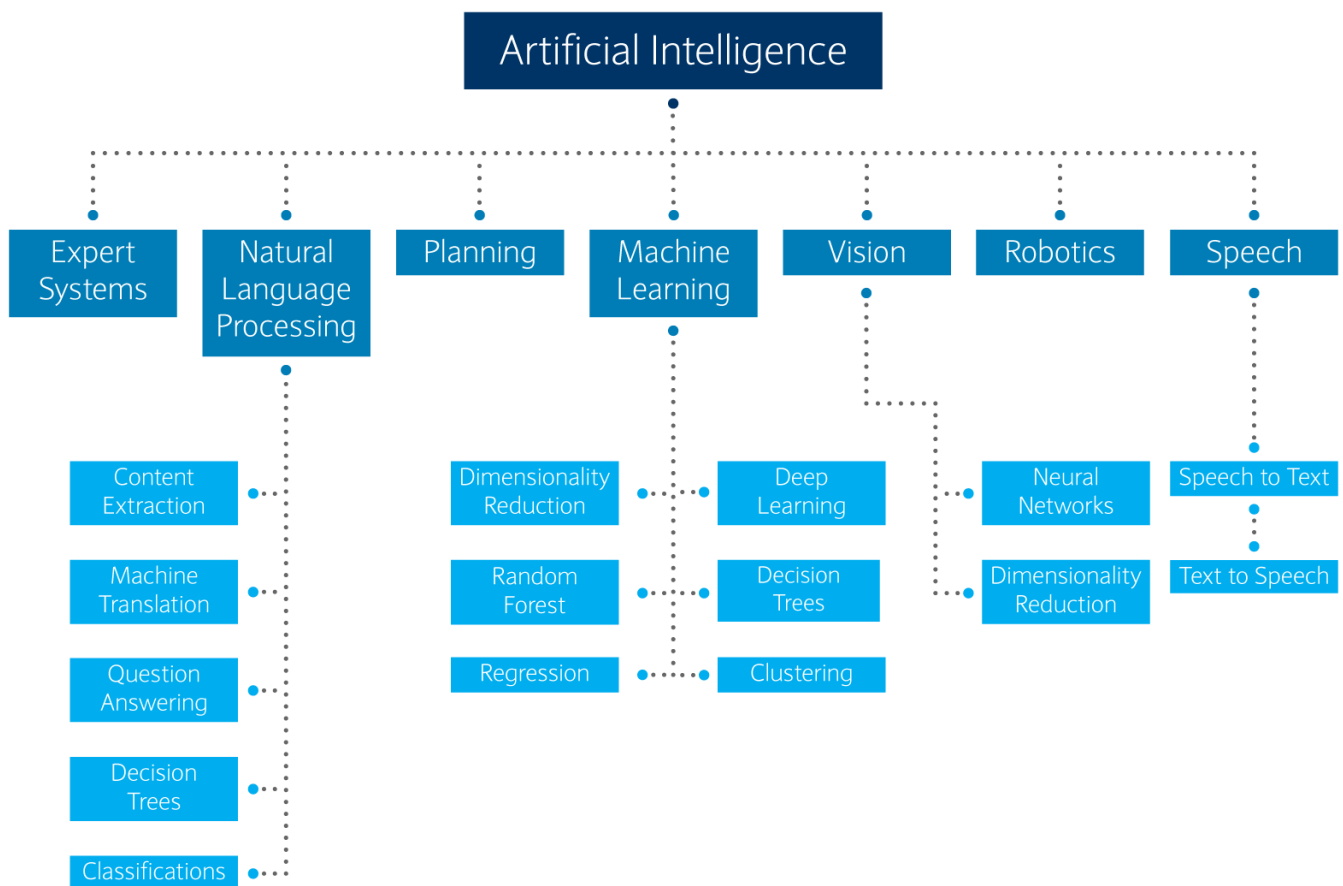 Artificial Intelligence
Expert
Systems
Natural
Language
Processing
Planning
Machine
Learning
Vision
Robotics
Speech
Content
Extraction
Machine
Translation
Question
Answering
Decision
Trees
Classifications
Dimensionality
Reduction
Random
Forest
Regression
Deep
Learning
Decision
Trees
Clustering
Neural
Networks
Dimensionality
Reduction
Speech to Text
Text to Speech